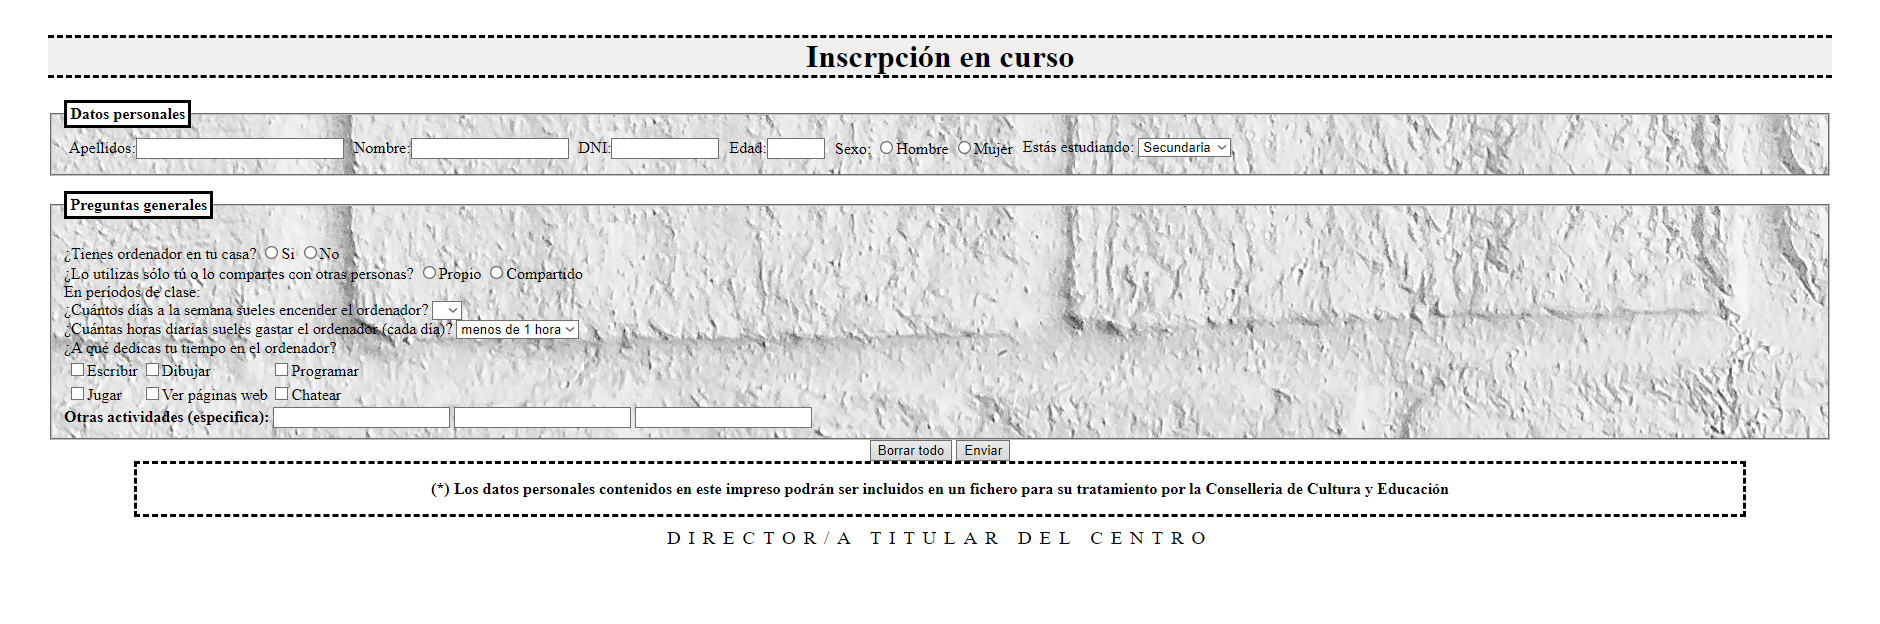 Inscrpción en curso
Datos personales
Apellidos: Nombre: DNI: Edad: Sexo: Hombre Mujer Estás estudiando: Secundaria
Preguntas generales
¿Tienes ordenador en tu casa? Si No
¿Lo utilizas sólo tú o lo compartes con otras personas? Propio Compartido
En períodos de clase:
¿Cuántos días a la semana sueles encender el ordenador?
¿Cuántas horas diarias sueles gastar el ordenador (cada día)? menos de 1 hora
¿A qué dedicas tu tiempo en el ordenador?
Escribir Dibujar Programar
Jugar Ver páginas web Chatear
Otras actividades (especifica):
Borrar todo Enviar
(*) Los datos personales contenidos en este impreso podrán ser incluidos en un fichero para su tratamiento por la Conselleria de Cultura y Educación
DIRECTOR/A TITULAR DEL CENTRO